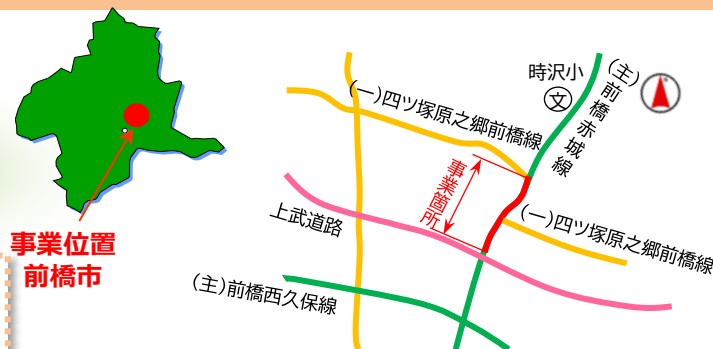 事業位置
前橋市
時沢小
文
(主)前橋赤城線
(一)四ツ塚原之郷前橋線
事業箇所
上武道路
(一)四ツ塚原之郷前橋線
(主)前橋西久保線